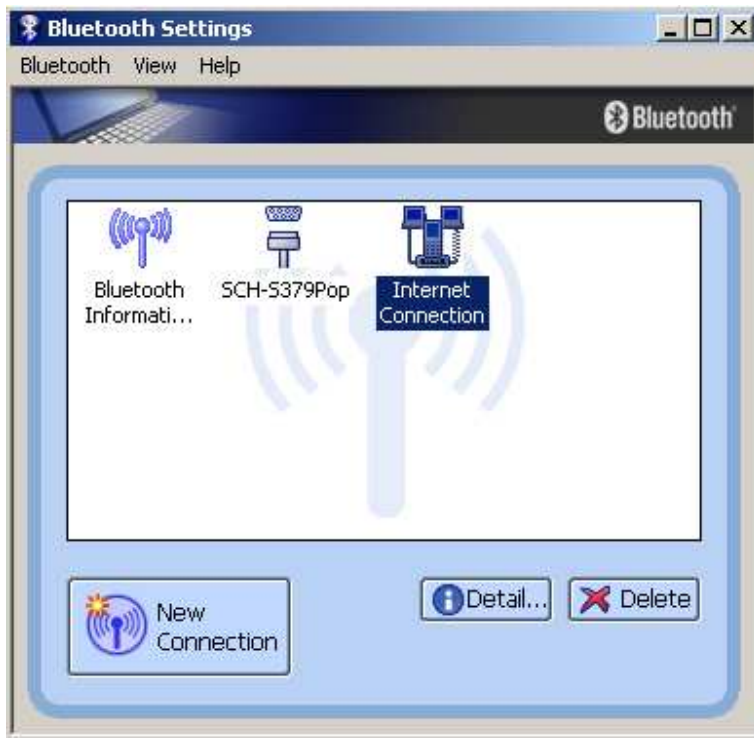 Bluetooth Settings
Bluetooth View Help
Bluetooth
Bluetooth
Informati...
SCH-S379Pop
Internet
Connection
New
Connection
Detail...
Delete